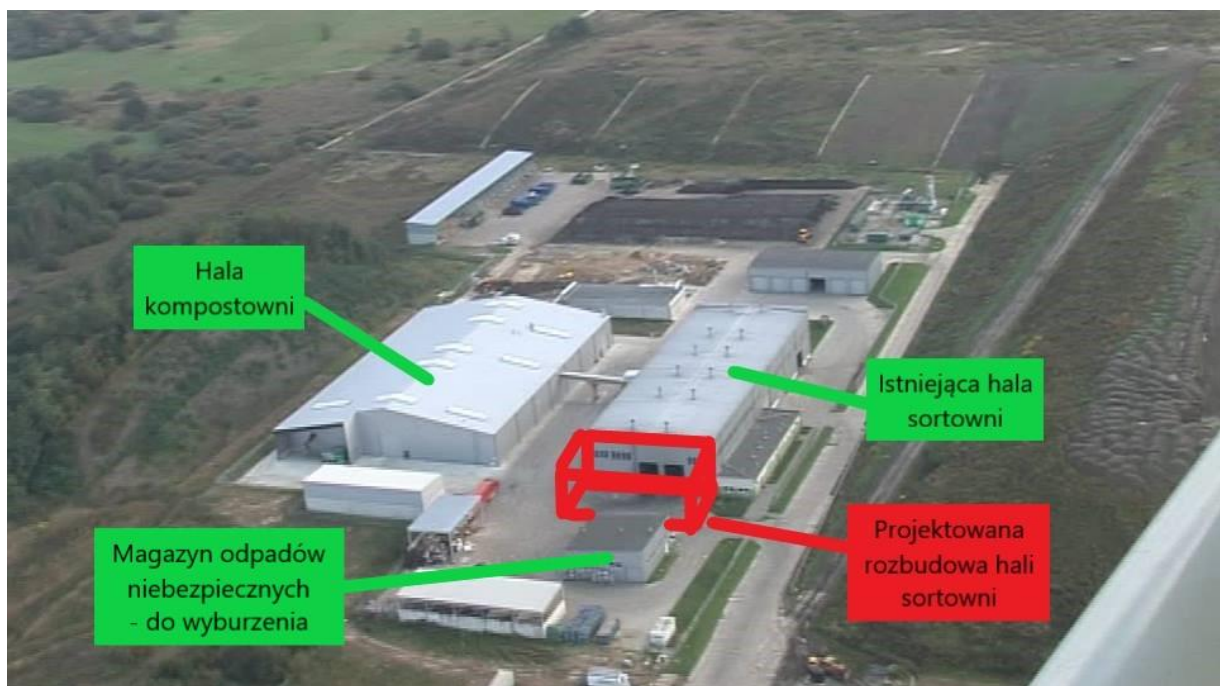 Hala
kompostowni
Istniejąca hala
sortowni
Projektowana
rozbudowa hali
sortowni
Magazyn odpadów
niebezpiecznych
- do wyburzenia